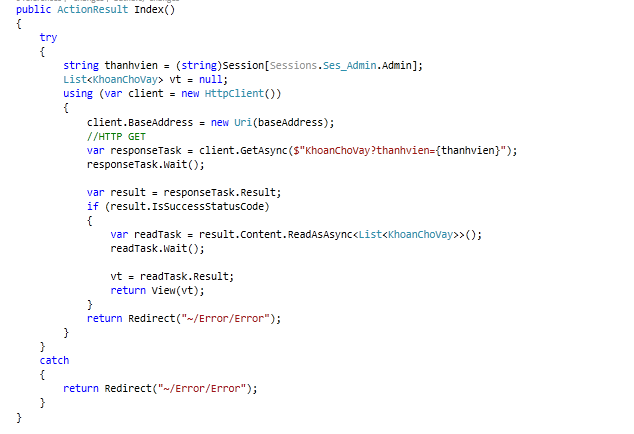 public ActionResult Index()
{
try
{
string thanhvien = (string)Session[Sessions.Ses_Admin.Admin];
List<KhoanChoVay> vt = null;
using (var client = new HttpClient())
{
client.BaseAddress = new Uri(baseAddress);
//HTTP GET
var responseTask = client.GetAsync($"KhoanChoVay?thanhvien={thanhvien}");
responseTask.Wait();
var result = responseTask.Result;
if (result.IsSuccessStatusCode)
{
var readTask = result.Content.ReadAsAsync<List<KhoanChoVay>>();
readTask.Wait();
vt = readTask.Result;
return View(vt);
}
return Redirect("~/Error/Error");
}
}
catch
{
return Redirect("~/Error/Error");
}
}